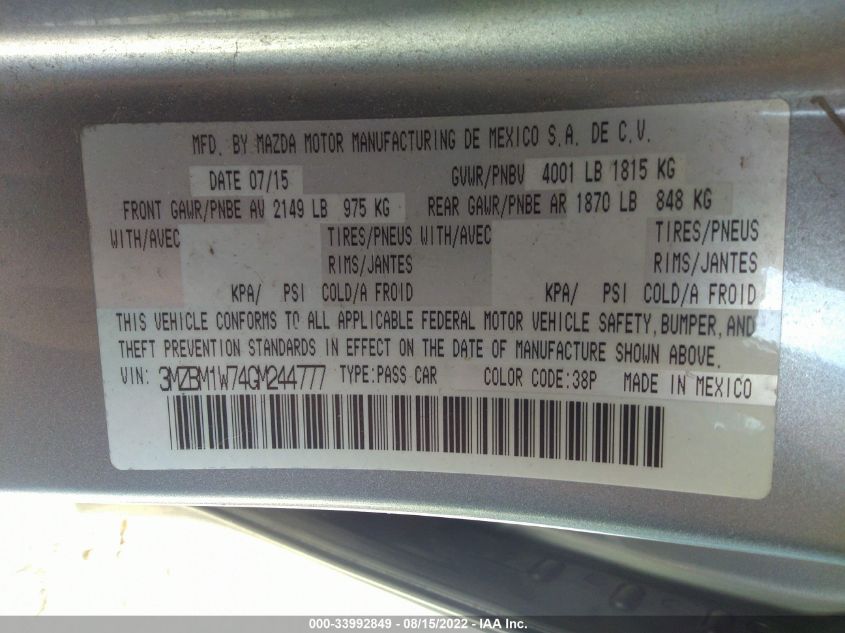 MFD. BY MAZDA MOTOR MANUFACTURING DE MEXICO S.A. DE C.V.
DATE 07/15 GVWR/PNBV 4001 LB 1815 KG
FRONT GAWR/PNBE AV 2149 LB 975 KG REAR GAWR/PNBE AR 1870 LB 848 KG
WITH/AVEC TIRES/PNEUS WITH/AVEC TIRES/PNEUS
RIMS/JANTES RIMS/JANTES
KPA/ PSI COLD/A FROID KPA/ PSI COLD/A FROID
THIS VEHICLE CONFORMS TO ALL APPLICABLE FEDERAL MOTOR VEHICLE SAFETY, BUMPER, AND
THEFT PREVENTION STANDARDS IN EFFECT ON THE DATE OF MANUFACTURE SHOWN ABOVE.
VIN: 3MZBM1W74GM244777 TYPE:PASS CAR COLOR CODE:38P MADE IN MEXICO
000-33992849 - 08/15/2022 - IAA Inc.